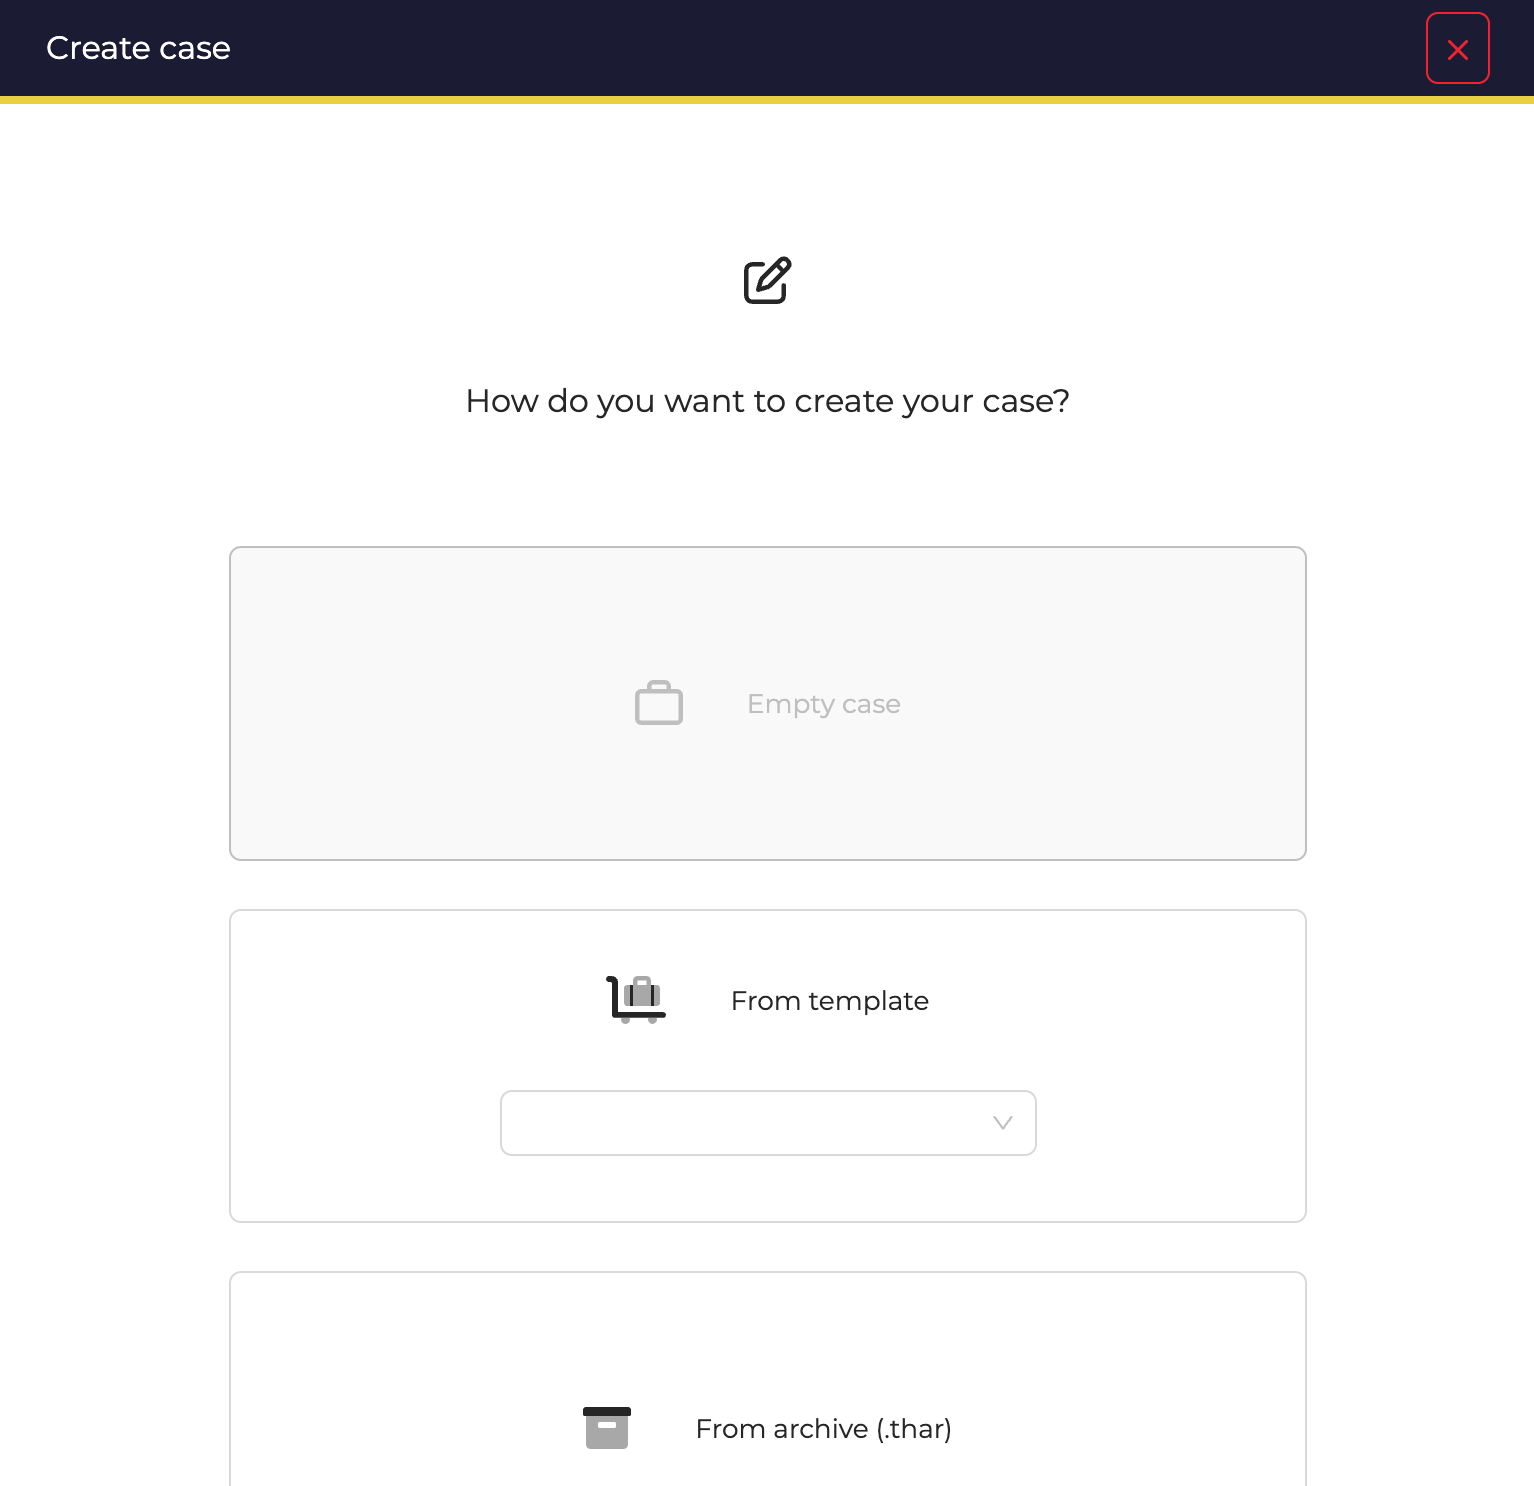 Create case
How do you want to create your case?
Empty case
From template
From archive (.thar)